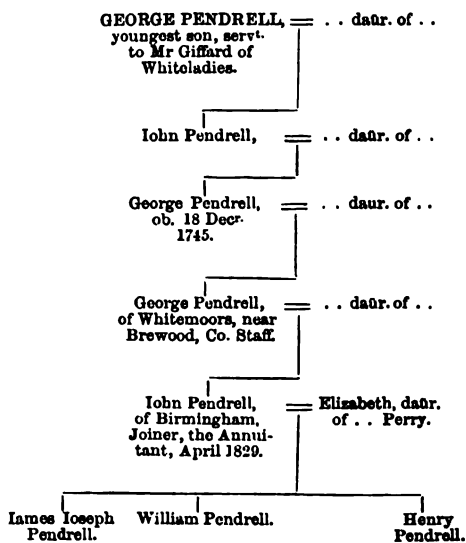 GEORGE PENDRELL, = . . daūr. of . .
youngest son, servt.
to Mr Giffard of
Whiteladies.
Iohn Pendrell, = . . daūr. of . .
George Pendrell, = . . daur. of . .
ob. 18 Decr.
1745.
George Pendrell, = . . daūr. of . .
of Whitemoors, near
Brewood, Co. Staff.
Iohn Pendrell, = Elizabeth, daūr.
of Birmingham, of . . Perry.
Joiner, the Annui-
tant, April 1829.
Iames Ioseph William Pendrell. Henry
Pendrell. Pendrell.